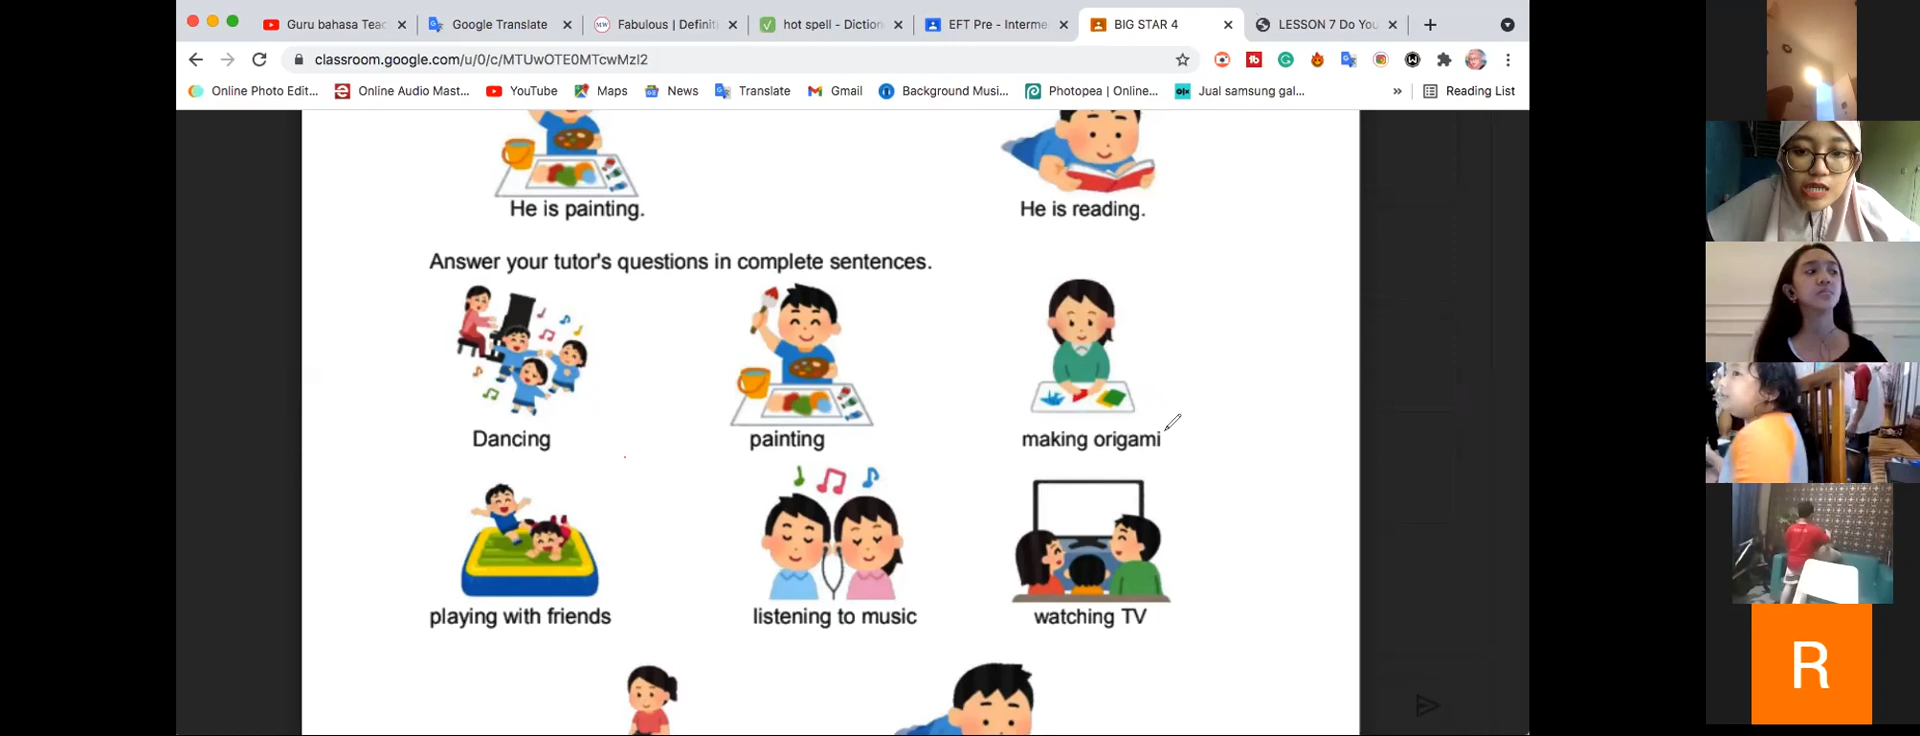 Guru bahasa Teac
Google Translate
Fabulous | Definiti
hot spell - Diction
EFT Pre - Interme
BIG STAR 4
LESSON 7 Do You
classroom.google.com/u/0/c/MTUwOTE0MTcwMzI2
Online Photo Edit...
Online Audio Mast...
YouTube
Maps
News
Translate
Gmail
Background Musi...
Photopea | Online...
Jual samsung gal...
»
Reading List
He is painting.
He is reading.
Answer your tutor's questions in complete sentences.
Dancing
painting
making origami
playing with friends
listening to music
watching TV
R